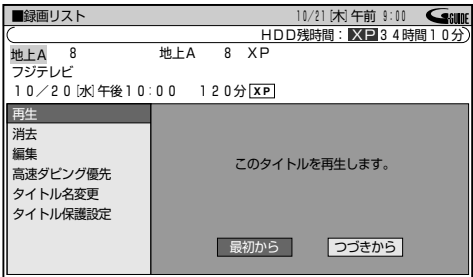 ■録画リスト 10/21[木]午前 9:00 GGUIDE
HDD残時間：XP34時間10分
地上A 8 地上A 8 XP
フジテレビ
10／20[水]午後10:00 120分XP
再生
消去
編集
高速ダビング優先
タイトル名変更
タイトル保護設定
このタイトルを再生します。
最初から つづきから